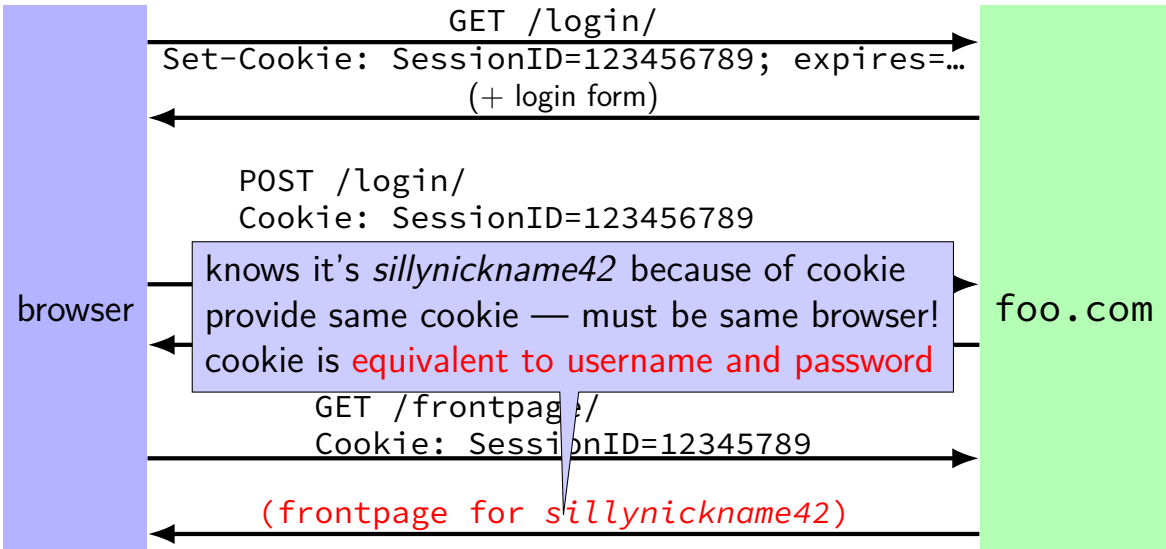 GET /login/
Set-Cookie: SessionID=123456789; expires=…
(+ login form)
POST /login/
Cookie: SessionID=123456789
knows it's sillynickname42 because of cookie
provide same cookie — must be same browser!
cookie is equivalent to username and password
browser
foo.com
GET /frontpage/
Cookie: SessionID=12345789
(frontpage for sillynickname42)